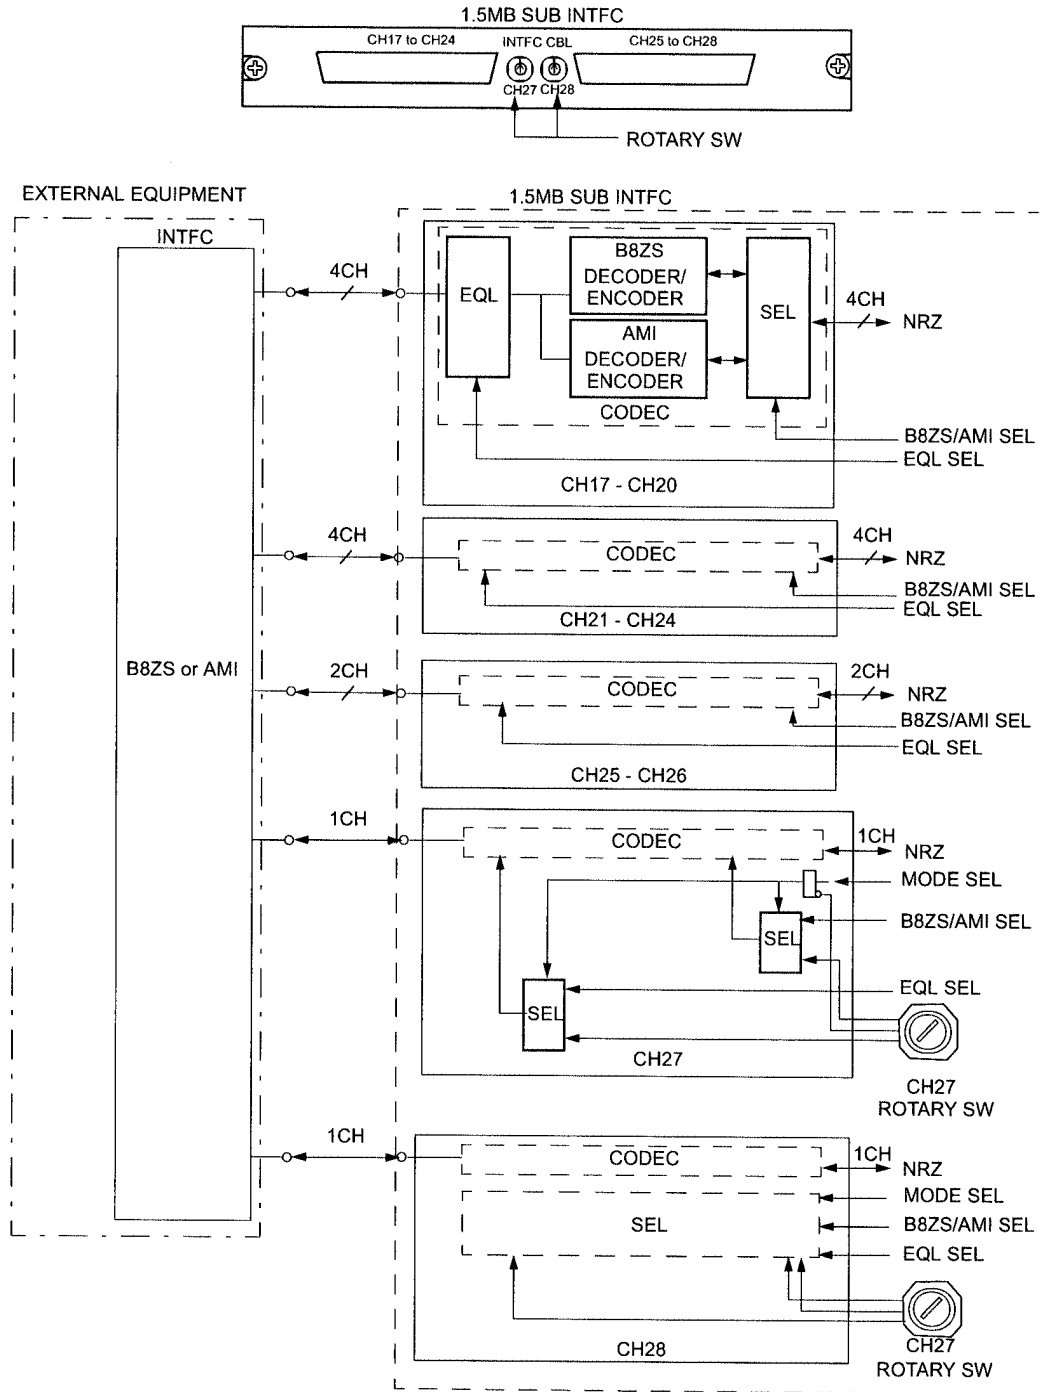 1.5MB SUB INTFC
CH17 to CH24
INTFC CBL
CH25 to CH28
CH27 CH28
ROTARY SW
EXTERNAL EQUIPMENT
1.5MB SUB INTFC
INTFC
B8ZS or AMI
4CH
EQL
B8ZS
DECODER/
ENCODER
AMI
DECODER/
ENCODER
SEL
CODEC
4CH
NRZ
B8ZS/AMI SEL
EQL SEL
CH17 - CH20
4CH
CODEC
4CH
NRZ
B8ZS/AMI SEL
EQL SEL
CH21 - CH24
2CH
CODEC
2CH
NRZ
B8ZS/AMI SEL
EQL SEL
CH25 - CH26
1CH
CODEC
1CH
NRZ
MODE SEL
B8ZS/AMI SEL
SEL
EQL SEL
SEL
CH27
CH27
ROTARY SW
1CH
CODEC
1CH
NRZ
MODE SEL
SEL
B8ZS/AMI SEL
EQL SEL
CH28
CH27
ROTARY SW